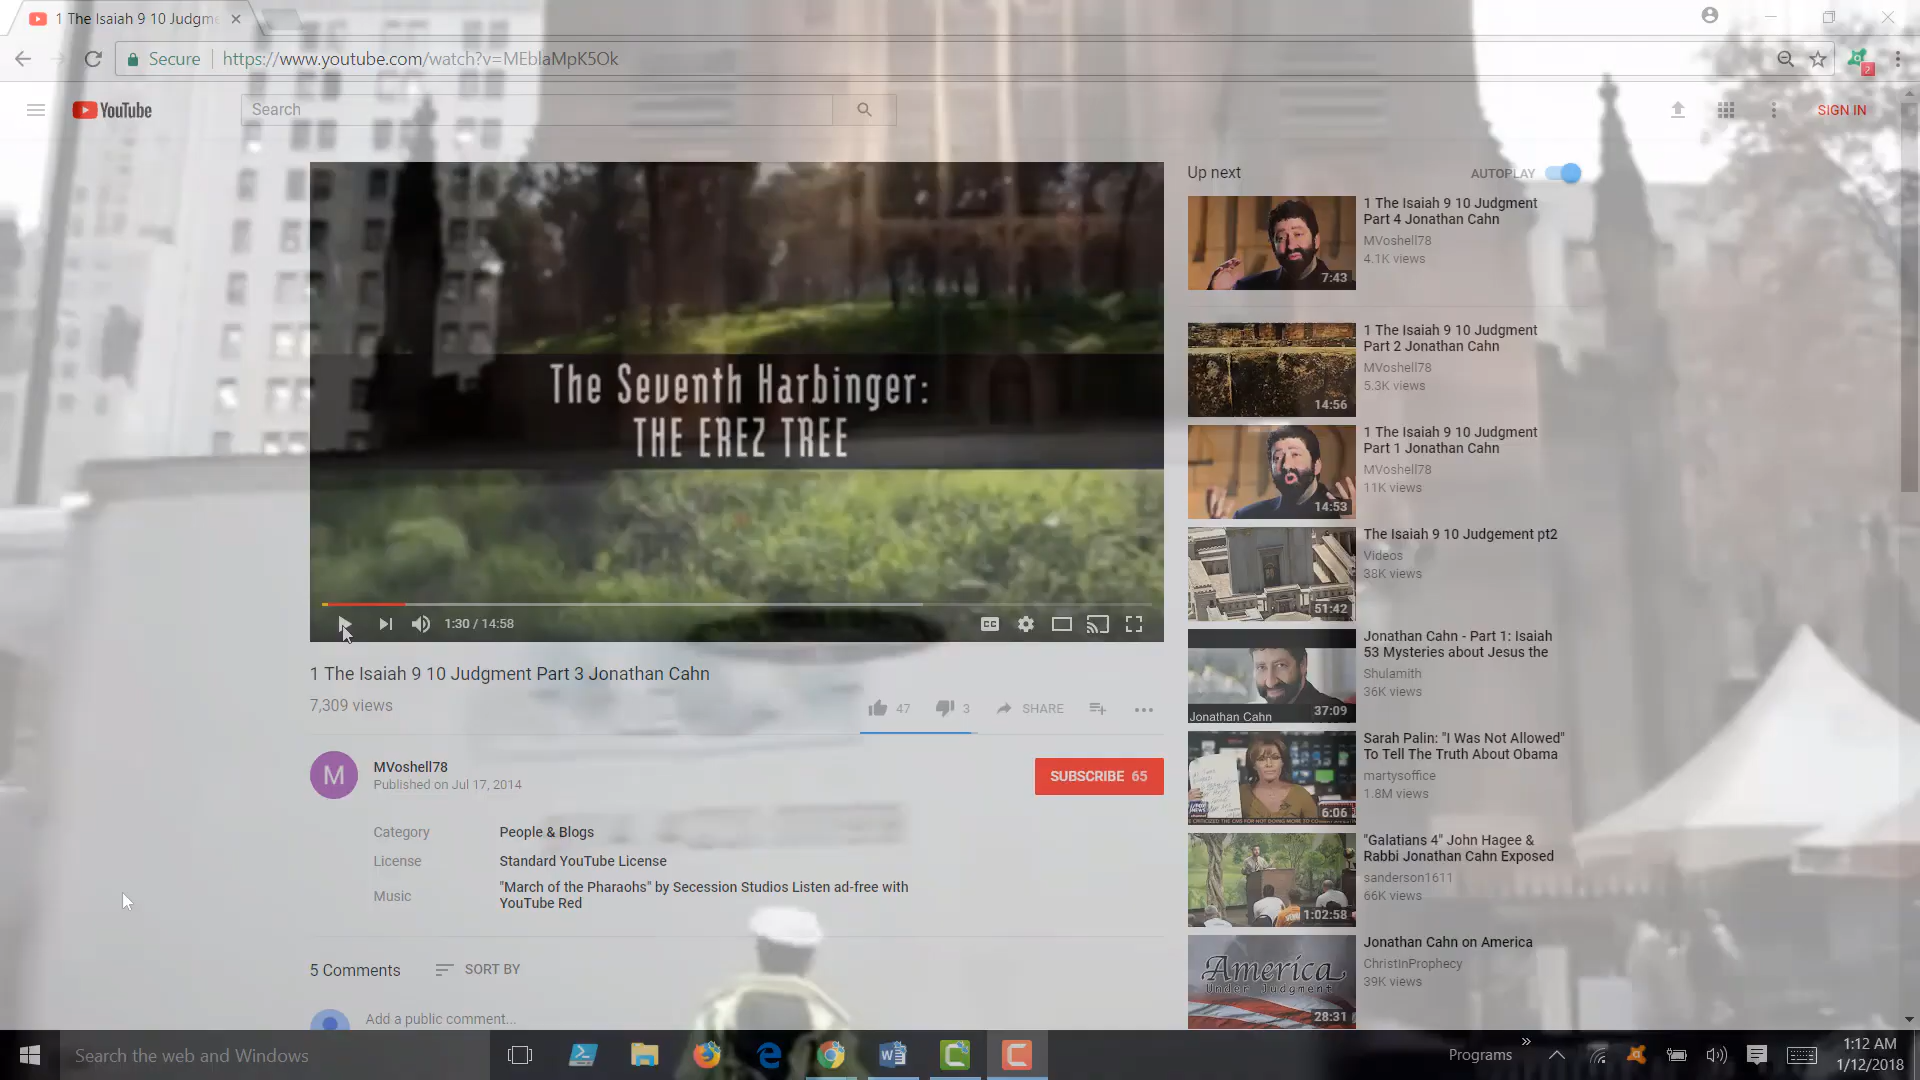 1 The Isaiah 9 10 Judgme
Secure
https://www.youtube.com/watch?v=MEblaMpK5Ok
2
YouTube
Search
SIGN IN
The Seventh Harbinger:
THE EREZ TREE
CC
1:30 / 14:58
1 The Isaiah 9 10 Judgment Part 3 Jonathan Cahn
7,309 views
47
3
SHARE
M
MVoshell78
Published on Jul 17, 2014
SUBSCRIBE 65
Category
People & Blogs
License
Standard YouTube License
Music
"March of the Pharaohs" by Secession Studios Listen ad-free with
YouTube Red
5 Comments
SORT BY
Add a public comment...
Up next
AUTOPLAY
1 The Isaiah 9 10 Judgment
Part 4 Jonathan Cahn
MVoshell78
4.1K views
7:43
1 The Isaiah 9 10 Judgment
Part 2 Jonathan Cahn
MVoshell78
5.3K views
14:56
1 The Isaiah 9 10 Judgment
Part 1 Jonathan Cahn
MVoshell78
11K views
14:53
The Isaiah 9 10 Judgement pt2
Videos
38K views
51:42
Jonathan Cahn - Part 1: Isaiah
53 Mysteries about Jesus the
Shulamith
36K views
Jonathan Cahn
37:09
Sarah Palin: "I Was Not Allowed"
To Tell The Truth About Obama
martysoffice
1.8M views
6:06
"Galatians 4" John Hagee &
Rabbi Jonathan Cahn Exposed
sanderson1611
66K views
1:02:58
Jonathan Cahn on America
ChristInProphecy
39K views
America
Under Judgment
28:31
Search the web and Windows
Programs
1:12 AM
1/12/2018